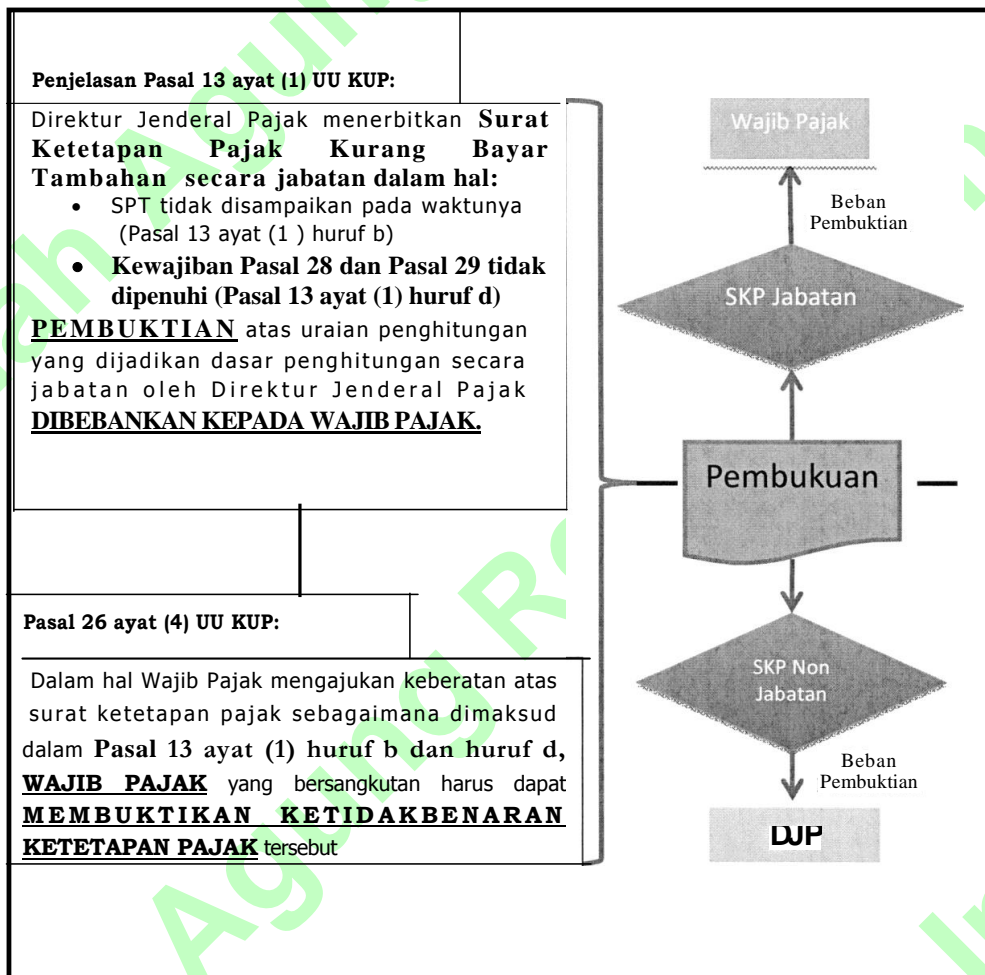 Penjelasan Pasal 13 ayat (1) UU KUP:
Direktur Jenderal Pajak menerbitkan Surat
Ketetapan Pajak Kurang Bayar
Tambahan secara jabatan dalam hal:
• SPT tidak disampaikan pada waktunya
(Pasal 13 ayat (1 ) huruf b)
• Kewajiban Pasal 28 dan Pasal 29 tidak
dipenuhi (Pasal 13 ayat (1) huruf d)
PEMBUKTIAN atas uraian penghitungan
yang dijadikan dasar penghitungan secara
jabatan oleh Direktur Jenderal Pajak
DIBEBANKAN KEPADA WAJIB PAJAK.
Pasal 26 ayat (4) UU KUP:
Dalam hal Wajib Pajak mengajukan keberatan atas
surat ketetapan pajak sebagaimana dimaksud
dalam Pasal 13 ayat (1) huruf b dan huruf d,
WAJIB PAJAK yang bersangkutan harus dapat
MEMBUKTIKAN KETIDAKBENARAN
KETETAPAN PAJAK tersebut
Wajib Pajak
Beban
Pembuktian
SKP Jabatan
Pembukuan
SKP Non
Jabatan
Beban
Pembuktian
DJP
Agung